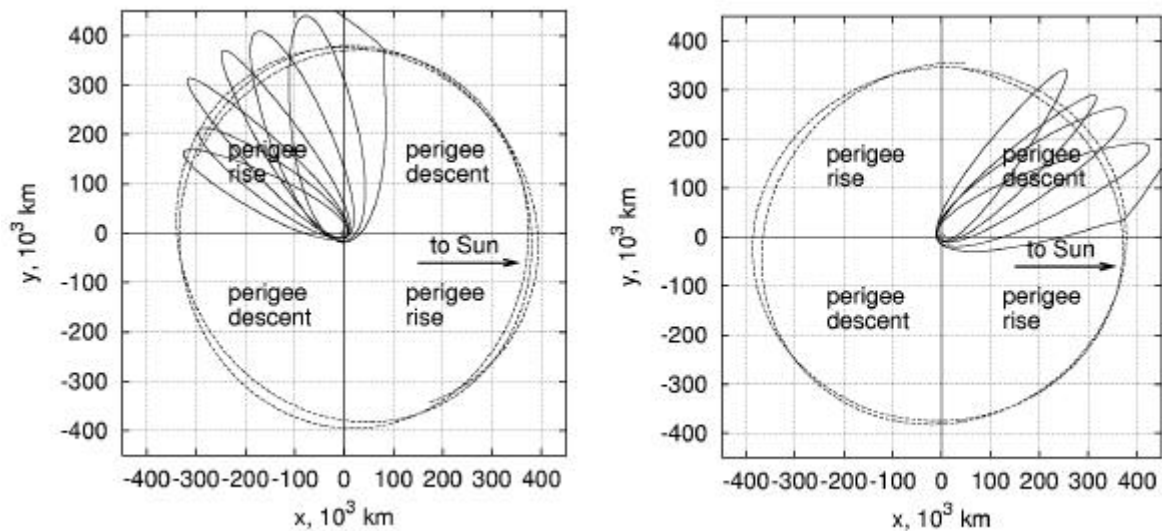 400
300
200
100
0
-100
-200
-300
-400
y, 10³ km
perigee
rise
perigee
descent
to Sun
perigee
descent
perigee
rise
-400 -300 -200 -100 0 100 200 300 400
x, 10³ km
400
300
200
100
0
-100
-200
-300
-400
y, 10³ km
perigee
rise
perigee
descent
to Sun
perigee
descent
perigee
rise
-400 -300 -200 -100 0 100 200 300 400
x, 10³ km